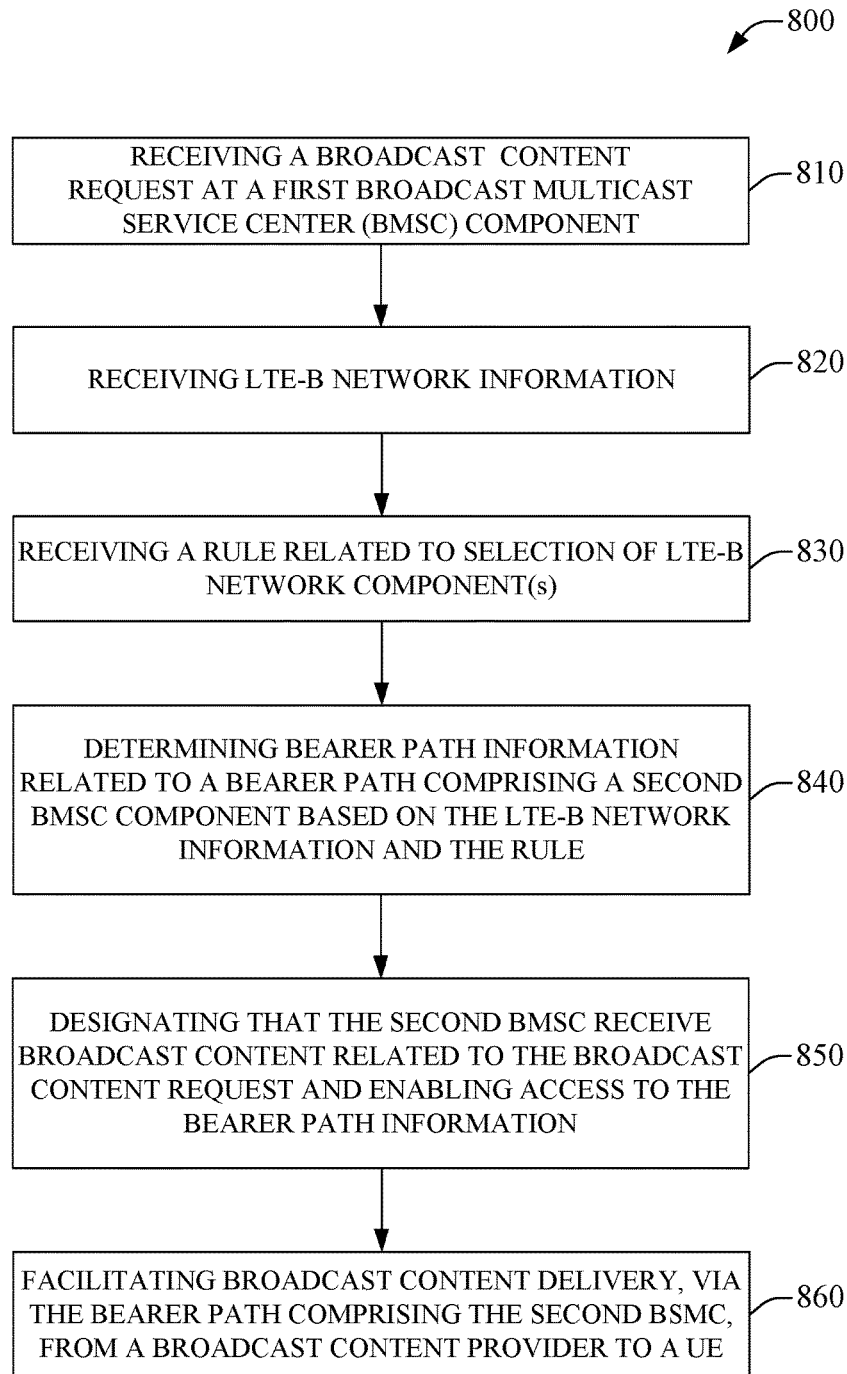 800
RECEIVING A BROADCAST CONTENT
REQUEST AT A FIRST BROADCAST MULTICAST
SERVICE CENTER (BMSC) COMPONENT
810
RECEIVING LTE-B NETWORK INFORMATION
820
RECEIVING A RULE RELATED TO SELECTION OF LTE-B
NETWORK COMPONENT(s)
830
DETERMINING BEARER PATH INFORMATION
RELATED TO A BEARER PATH COMPRISING A SECOND
BMSC COMPONENT BASED ON THE LTE-B NETWORK
INFORMATION AND THE RULE
840
DESIGNATING THAT THE SECOND BMSC RECEIVE
BROADCAST CONTENT RELATED TO THE BROADCAST
CONTENT REQUEST AND ENABLING ACCESS TO THE
BEARER PATH INFORMATION
850
FACILITATING BROADCAST CONTENT DELIVERY, VIA
THE BEARER PATH COMPRISING THE SECOND BSMC,
FROM A BROADCAST CONTENT PROVIDER TO A UE
860